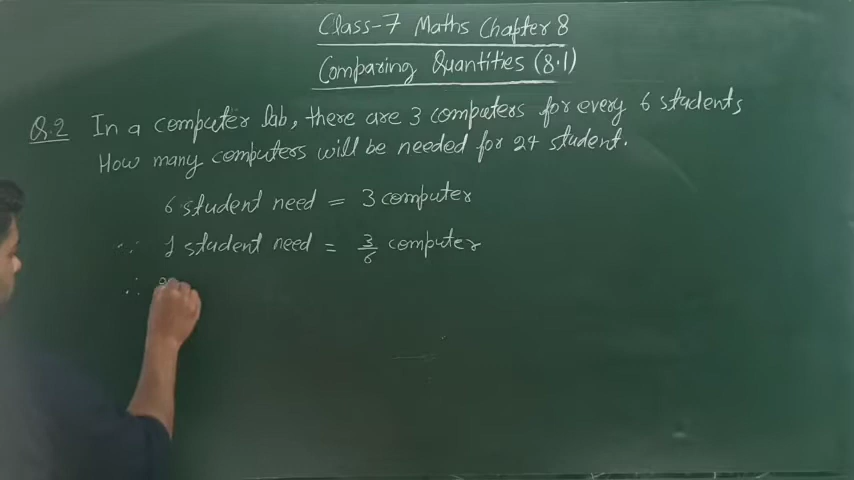 Class-7 Maths Chapter 8
Comparing Quantities (8.1)
Q.2 In a computer lab, there are 3 computers for every 6 students
How many computers will be needed for 24 student.
6 student need = 3 computer
∵ 1 student need = 3/6 computer
∴